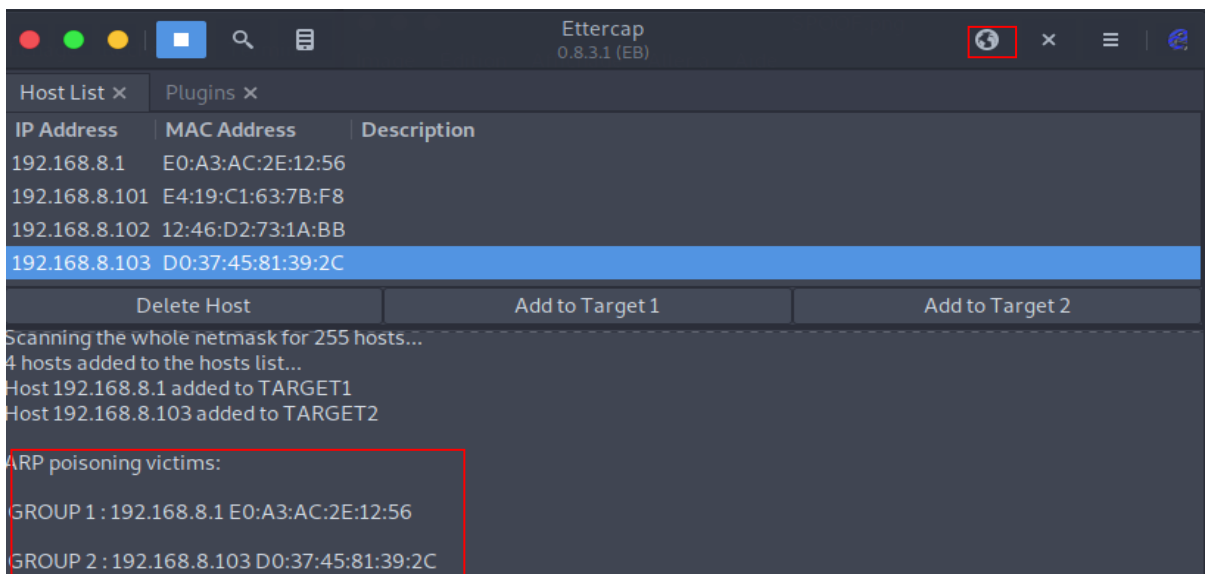 Ettercap
0.8.3.1 (EB)
Host List × Plugins ×
IP Address MAC Address Description
192.168.8.1 E0:A3:AC:2E:12:56
192.168.8.101 E4:19:C1:63:7B:F8
192.168.8.102 12:46:D2:73:1A:BB
192.168.8.103 D0:37:45:81:39:2C
Delete Host Add to Target 1 Add to Target 2
Scanning the whole netmask for 255 hosts...
4 hosts added to the hosts list...
Host 192.168.8.1 added to TARGET1
Host 192.168.8.103 added to TARGET2
ARP poisoning victims:
GROUP 1 : 192.168.8.1 E0:A3:AC:2E:12:56
GROUP 2 : 192.168.8.103 D0:37:45:81:39:2C